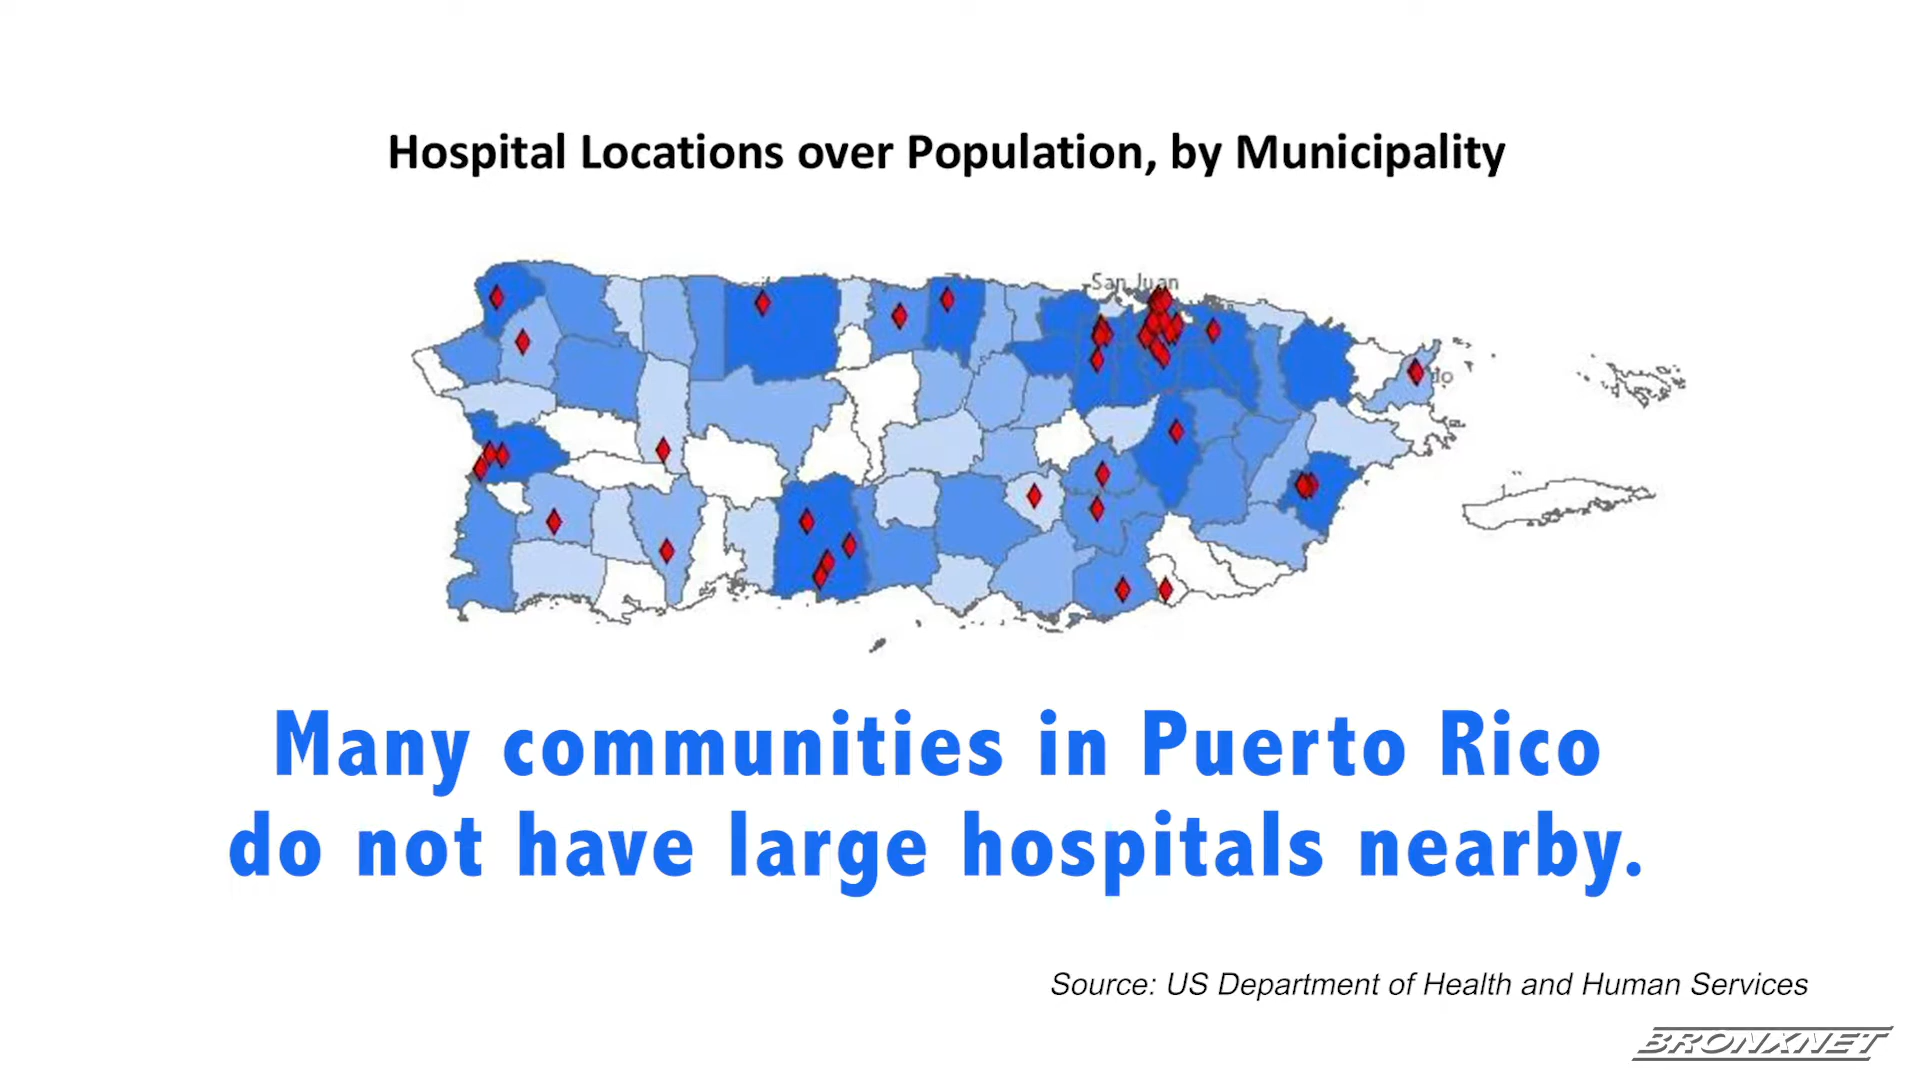 Hospital Locations over Population, by Municipality
San Juan
do
Many communities in Puerto Rico
do not have large hospitals nearby.
Source: US Department of Health and Human Services
BRONXNET